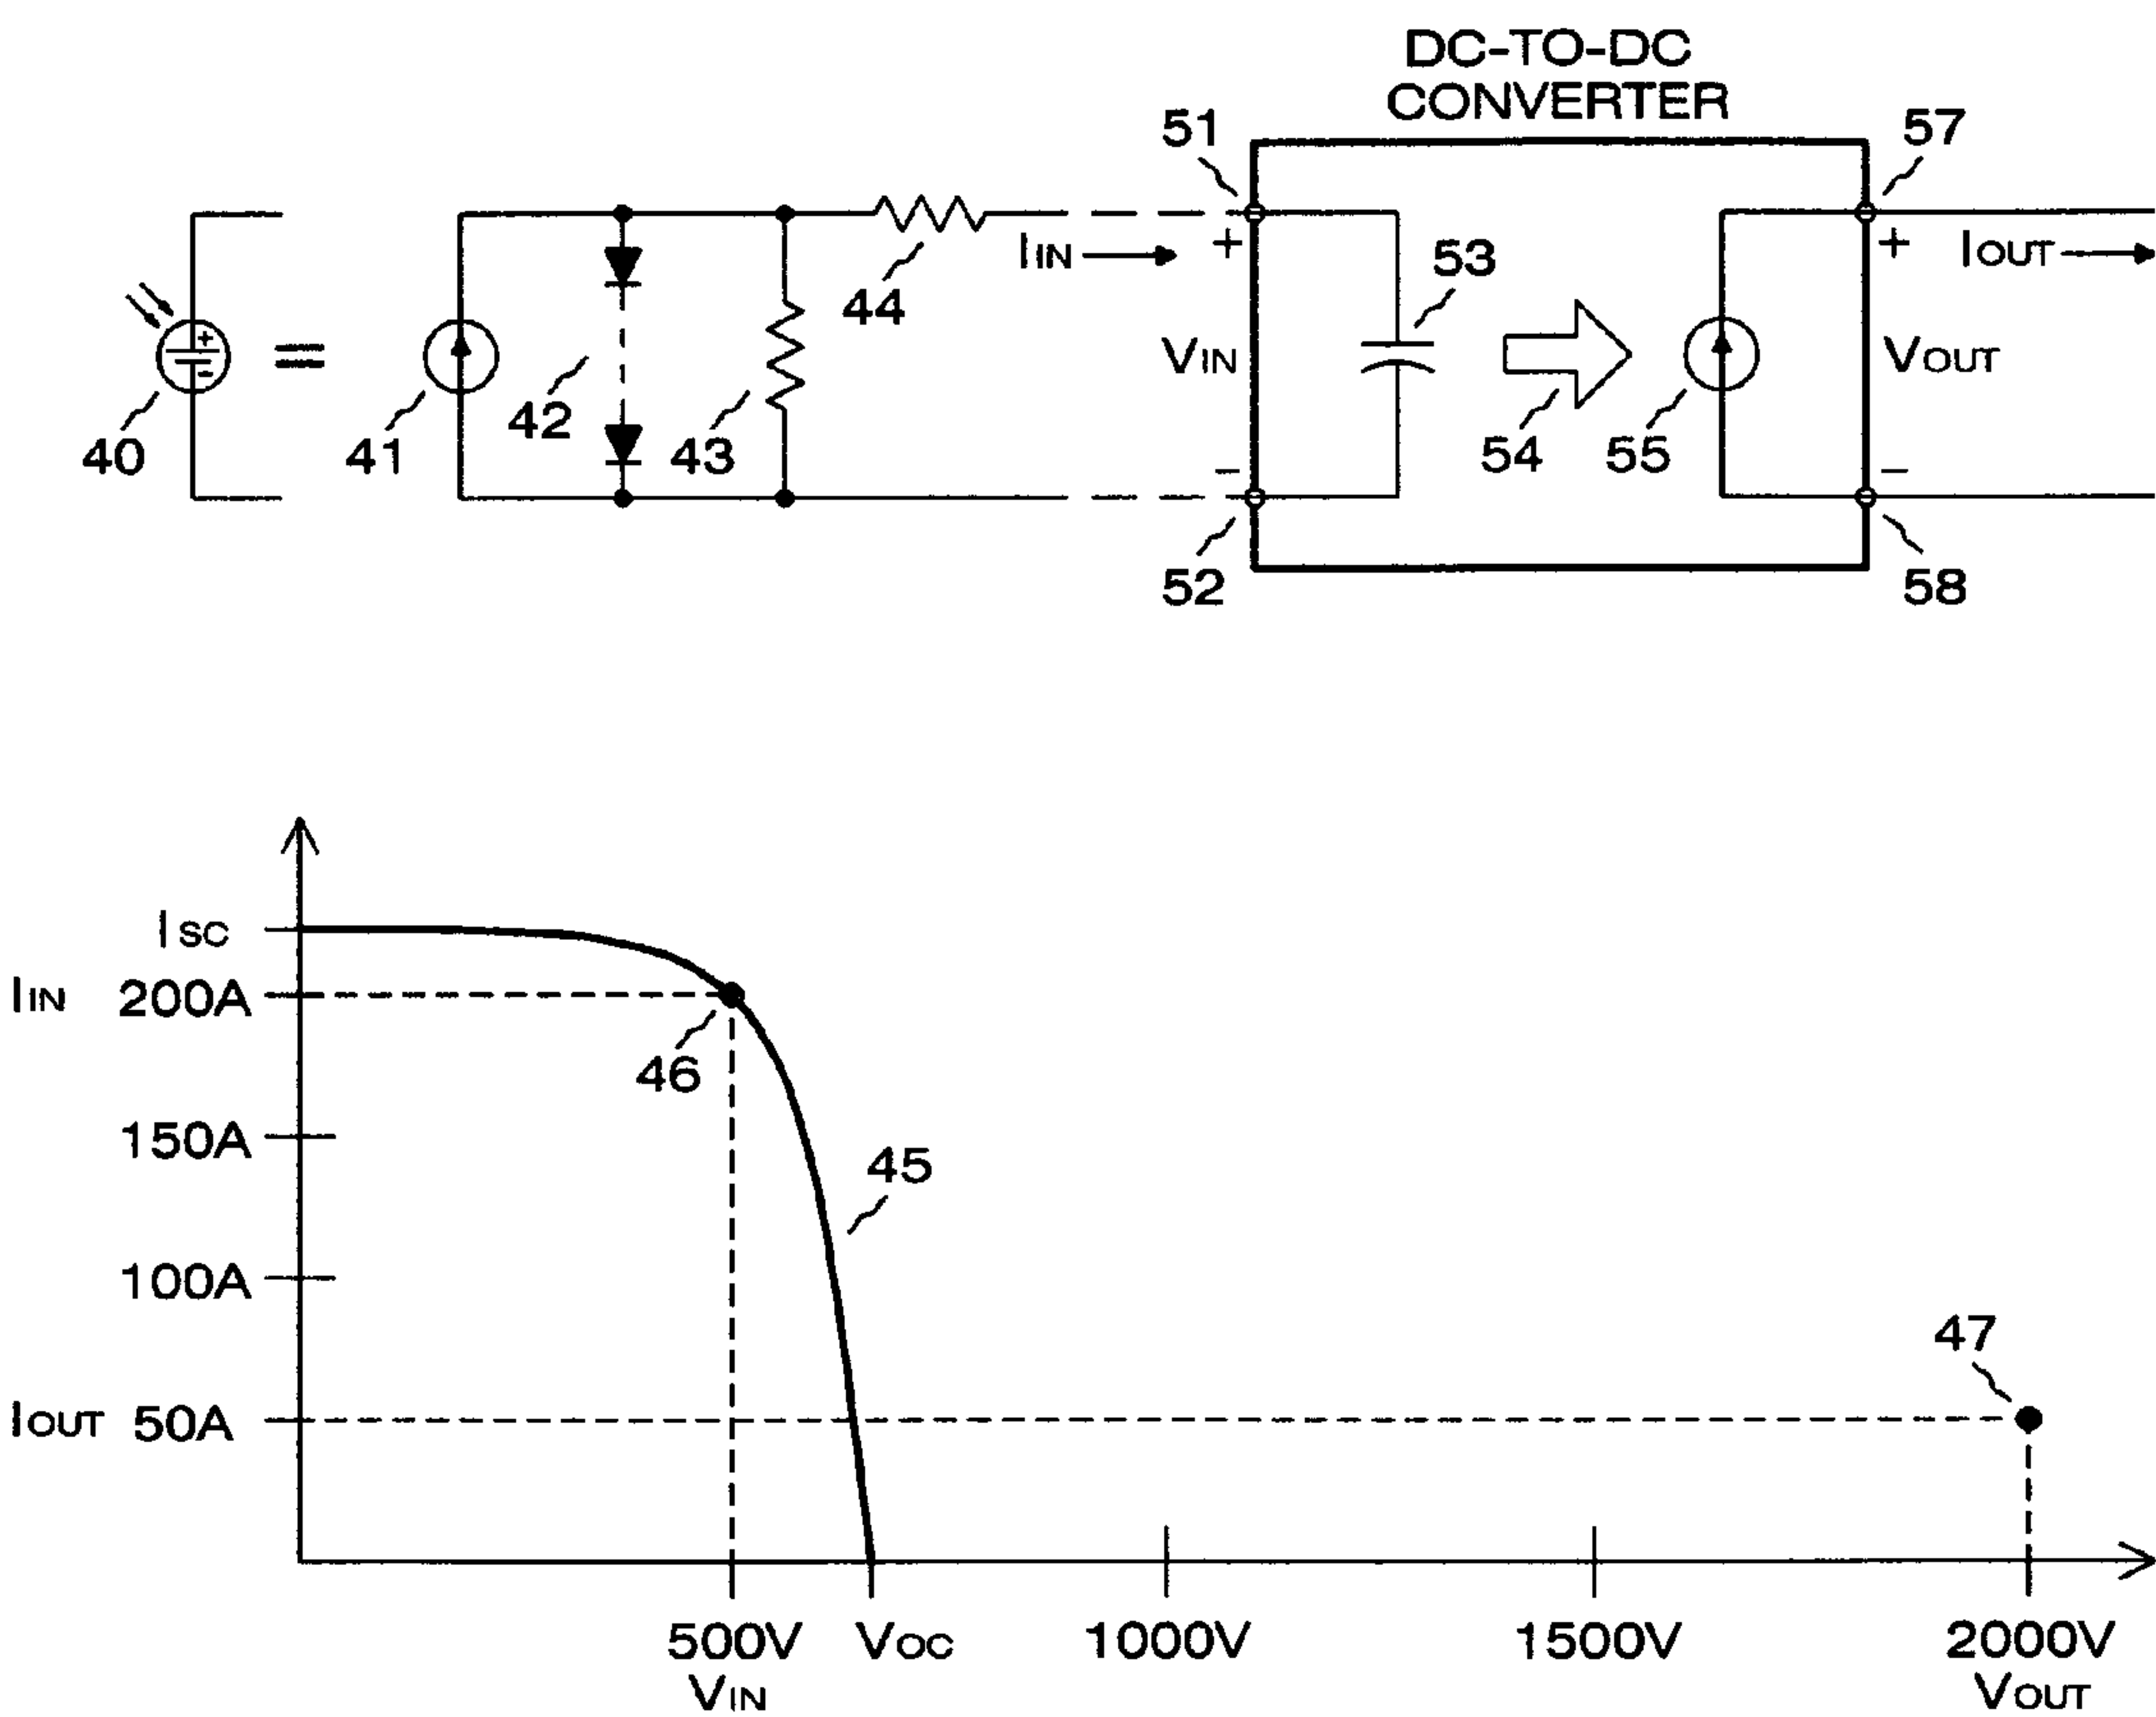 DC-TO-DC
CONVERTER
51
57
+
IIN
+
IOUT
44
53
+
-
=
VIN
VOUT
40
41
42
43
54
55
-
-
52
58
ISC
IIN 200A
46
150A
45
100A
47
IOUT 50A
500V
VOC
1000V
1500V
2000V
VIN
VOUT